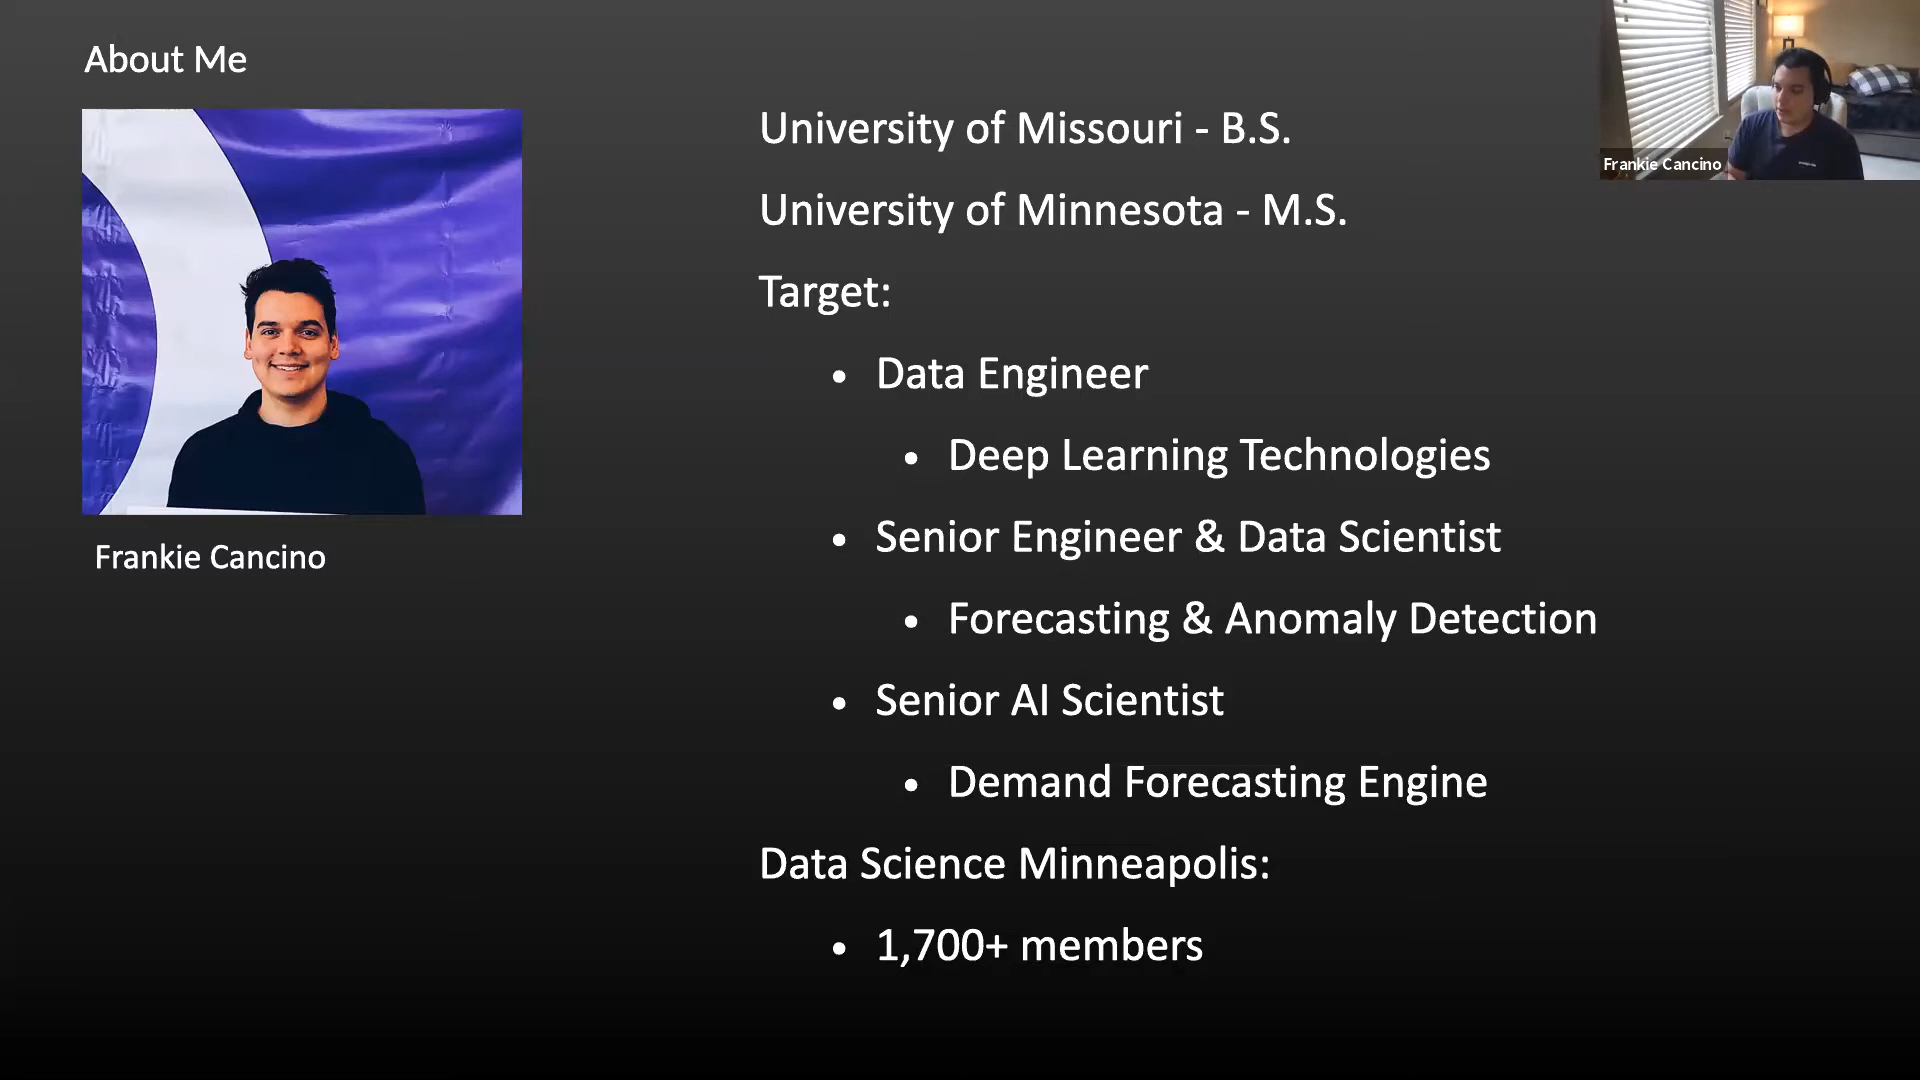 About Me
Frankie Cancino
University of Missouri - B.S.
University of Minnesota - M.S.
Target:
• Data Engineer
• Deep Learning Technologies
• Senior Engineer & Data Scientist
• Forecasting & Anomaly Detection
• Senior AI Scientist
• Demand Forecasting Engine
Data Science Minneapolis:
• 1,700+ members
Frankie Cancino